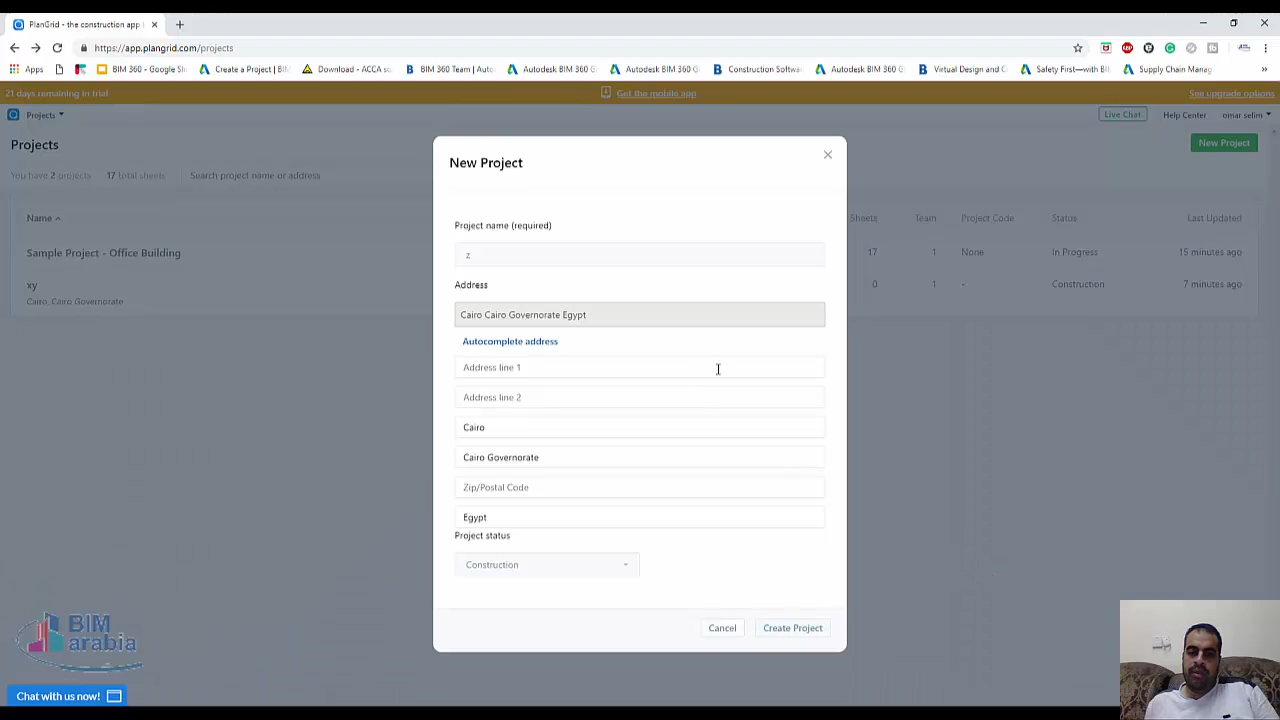 PlanGrid - the construction app
https://app.plangrid.com/projects
Apps
BIM 360 - Google Sli
Create a Project | BIM
Download - ACCA so
BIM 360 Team | Auto
Autodesk BIM 360 G
Construction Softwa
Autodesk BIM 360 G
Virtual Design and C
Safety First—with BI
Supply Chain Manag
21 days remaining in trial
Get the mobile app
See upgrade options
Projects
Live Chat
Help Center
omar selim
Projects
New Project
You have 2 projects
17 total sheets
Search project name or address
Name
Sheets
Team
Project Code
Status
Last Updated
Sample Project - Office Building
17
1
None
In Progress
15 minutes ago
xy
Cairo, Cairo Governorate
0
1
-
Construction
7 minutes ago
New Project
Project name (required)
z
Address
Cairo Cairo Governorate Egypt
Autocomplete address
Address line 1
Address line 2
Cairo
Cairo Governorate
Zip/Postal Code
Egypt
Project status
Construction
Cancel
Create Project
BIM
arabia
Chat with us now!